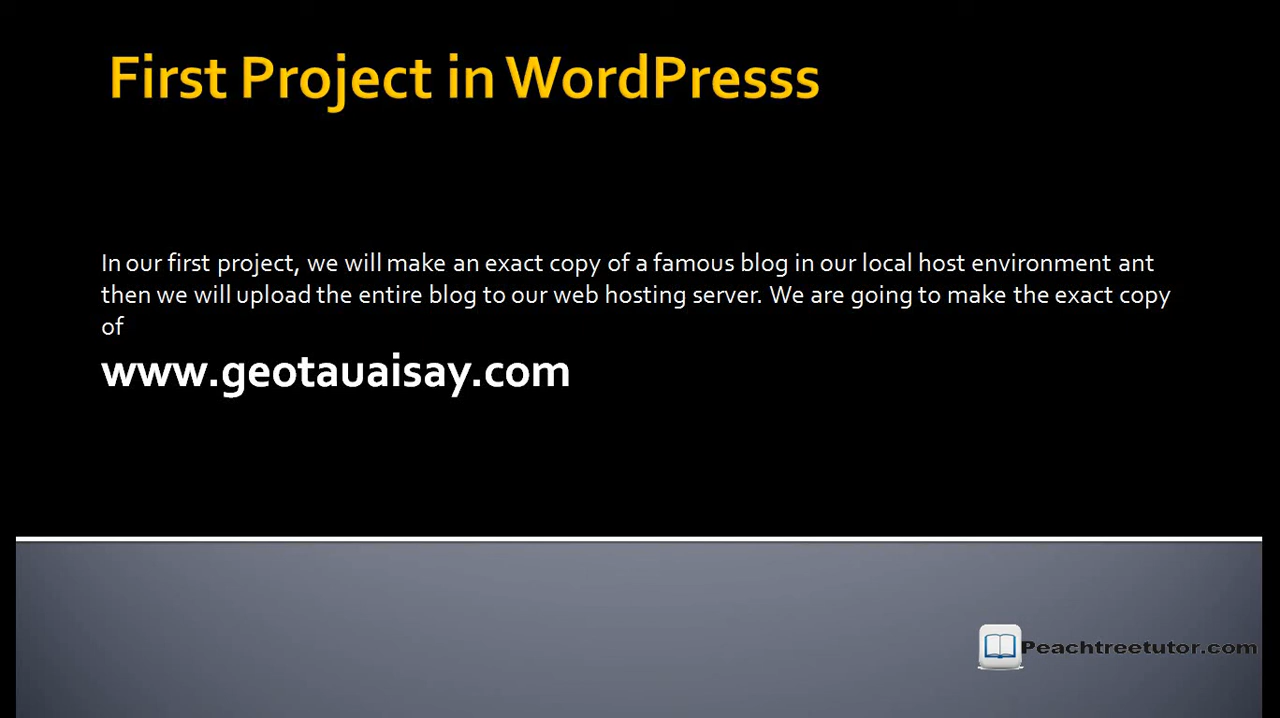 First Project in WordPresss
In our first project, we will make an exact copy of a famous blog in our local host environment ant
then we will upload the entire blog to our web hosting server. We are going to make the exact copy
of
www.geotauaisay.com
Peachtreetutor.com